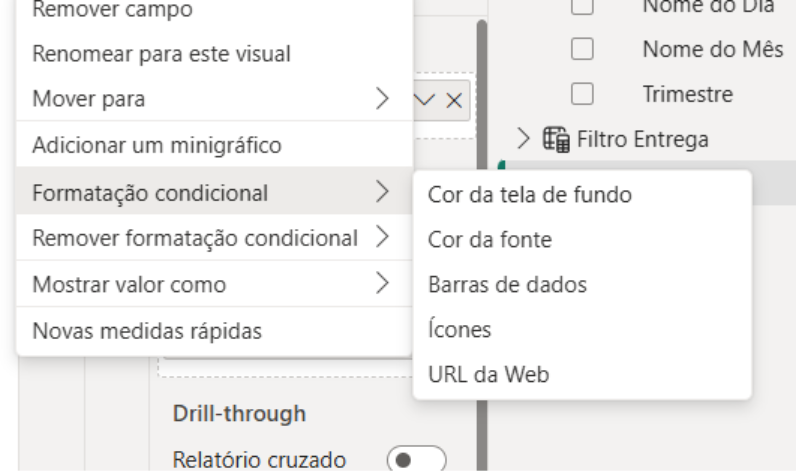 Remover campo
Nome do Dia
Renomear para este visual
Nome do Mês
Mover para
Trimestre
Adicionar um minigráfico
Filtro Entrega
Formatação condicional
Cor da tela de fundo
Remover formatação condicional
Cor da fonte
Mostrar valor como
Barras de dados
Novas medidas rápidas
Ícones
URL da Web
Drill-through
Relatório cruzado